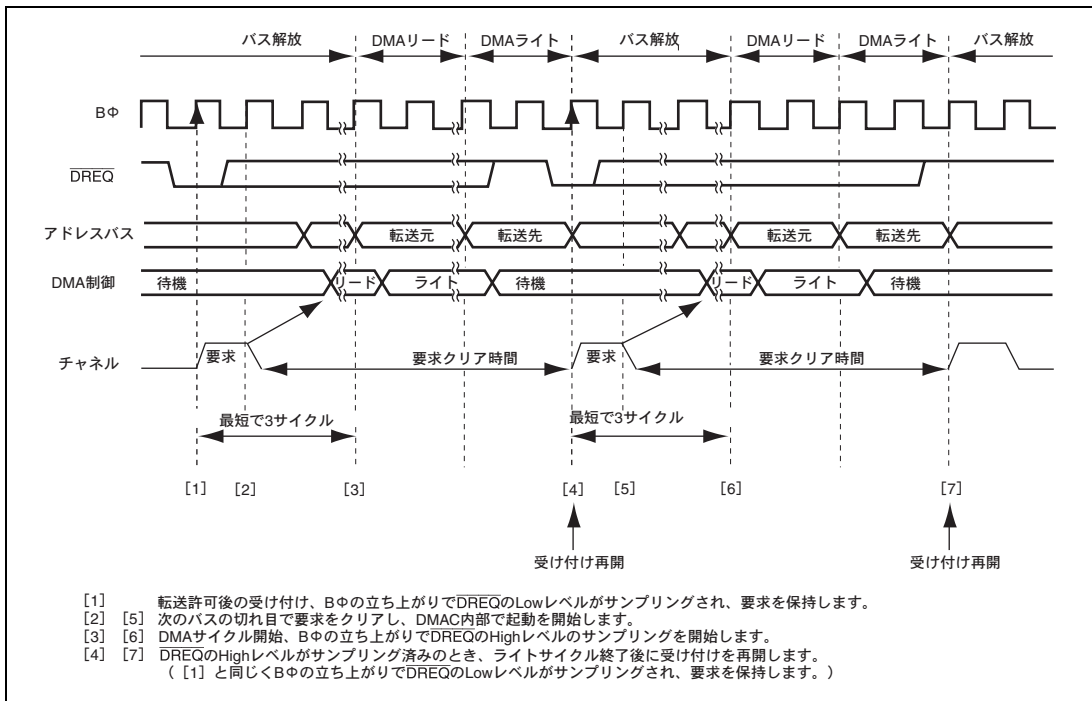 バス解放 DMAリード DMAライト バス解放 DMAリード DMAライト バス解放
BΦ
DREQ
アドレスバス 転送元 転送先 転送元 転送先
DMA制御 待機 リード ライト 待機 リード ライト 待機
チャネル 要求 要求クリア時間 要求 要求クリア時間
最短で3サイクル 最短で3サイクル
[1] [2] [3] [4] [5] [6] [7]
受け付け再開 受け付け再開
[1] 転送許可後の受け付け、BΦの立ち上がりでDREQのLowレベルがサンプリングされ、要求を保持します。
[2] [5] 次のバスの切れ目で要求をクリアし、DMAC内部で起動を開始します。
[3] [6] DMAサイクル開始、BΦの立ち上がりでDREQのHighレベルのサンプリングを開始します。
[4] [7] DREQのHighレベルがサンプリング済みのとき、ライトサイクル終了後に受け付けを再開します。
([1]と同じくBΦの立ち上がりでDREQのLowレベルがサンプリングされ、要求を保持します。)